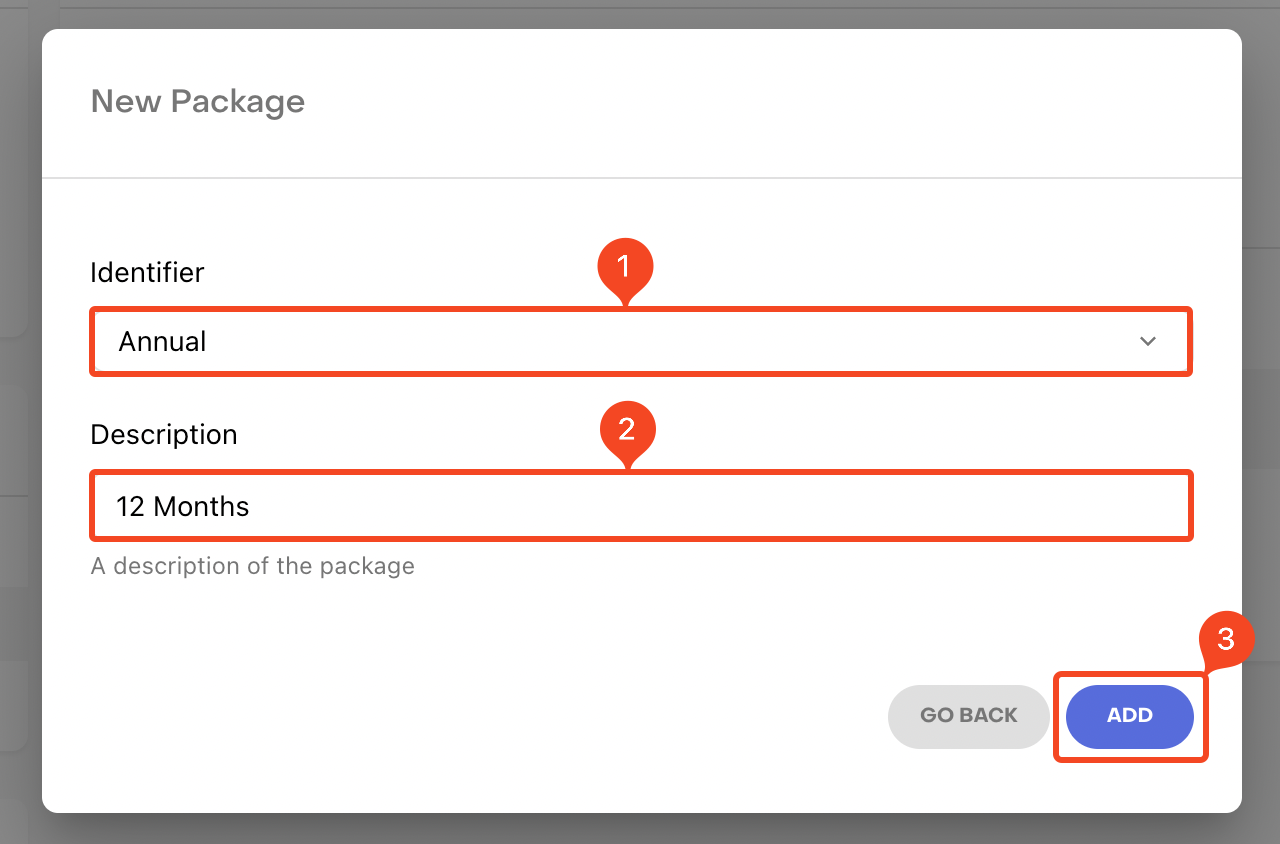 New Package
Identifier
1
Annual
Description
2
12 Months
A description of the package
3
GO BACK
ADD